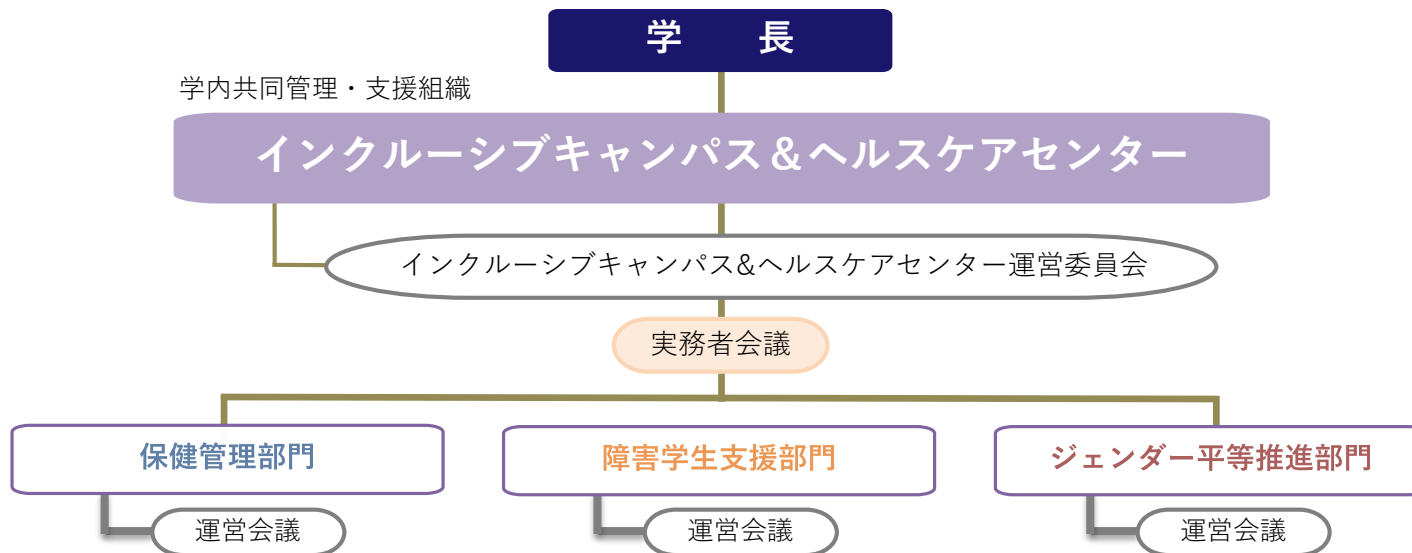 学　長
学内共同管理・支援組織
インクルーシブキャンパス＆ヘルスケアセンター
インクルーシブキャンパス&ヘルスケアセンター運営委員会
実務者会議
保健管理部門
障害学生支援部門
ジェンダー平等推進部門
運営会議
運営会議
運営会議